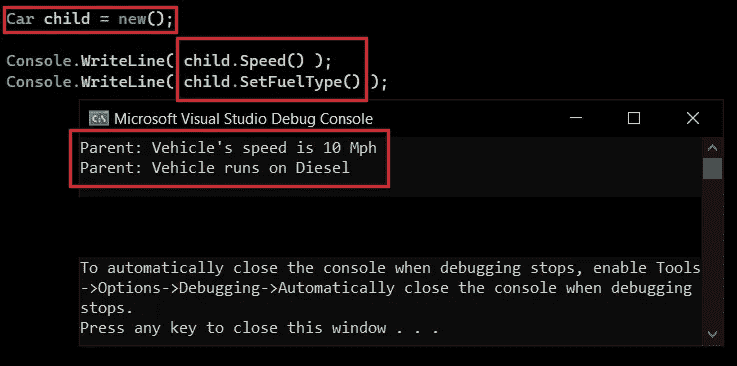 Car child = new();
Console.WriteLine( child.Speed() );
Console.WriteLine( child.SetFuelType() );
Microsoft Visual Studio Debug Console
Parent: Vehicle's speed is 10 Mph
Parent: Vehicle runs on Diesel
To automatically close the console when debugging stops, enable Tools
->Options->Debugging->Automatically close the console when debugging
stops.
Press any key to close this window . . .